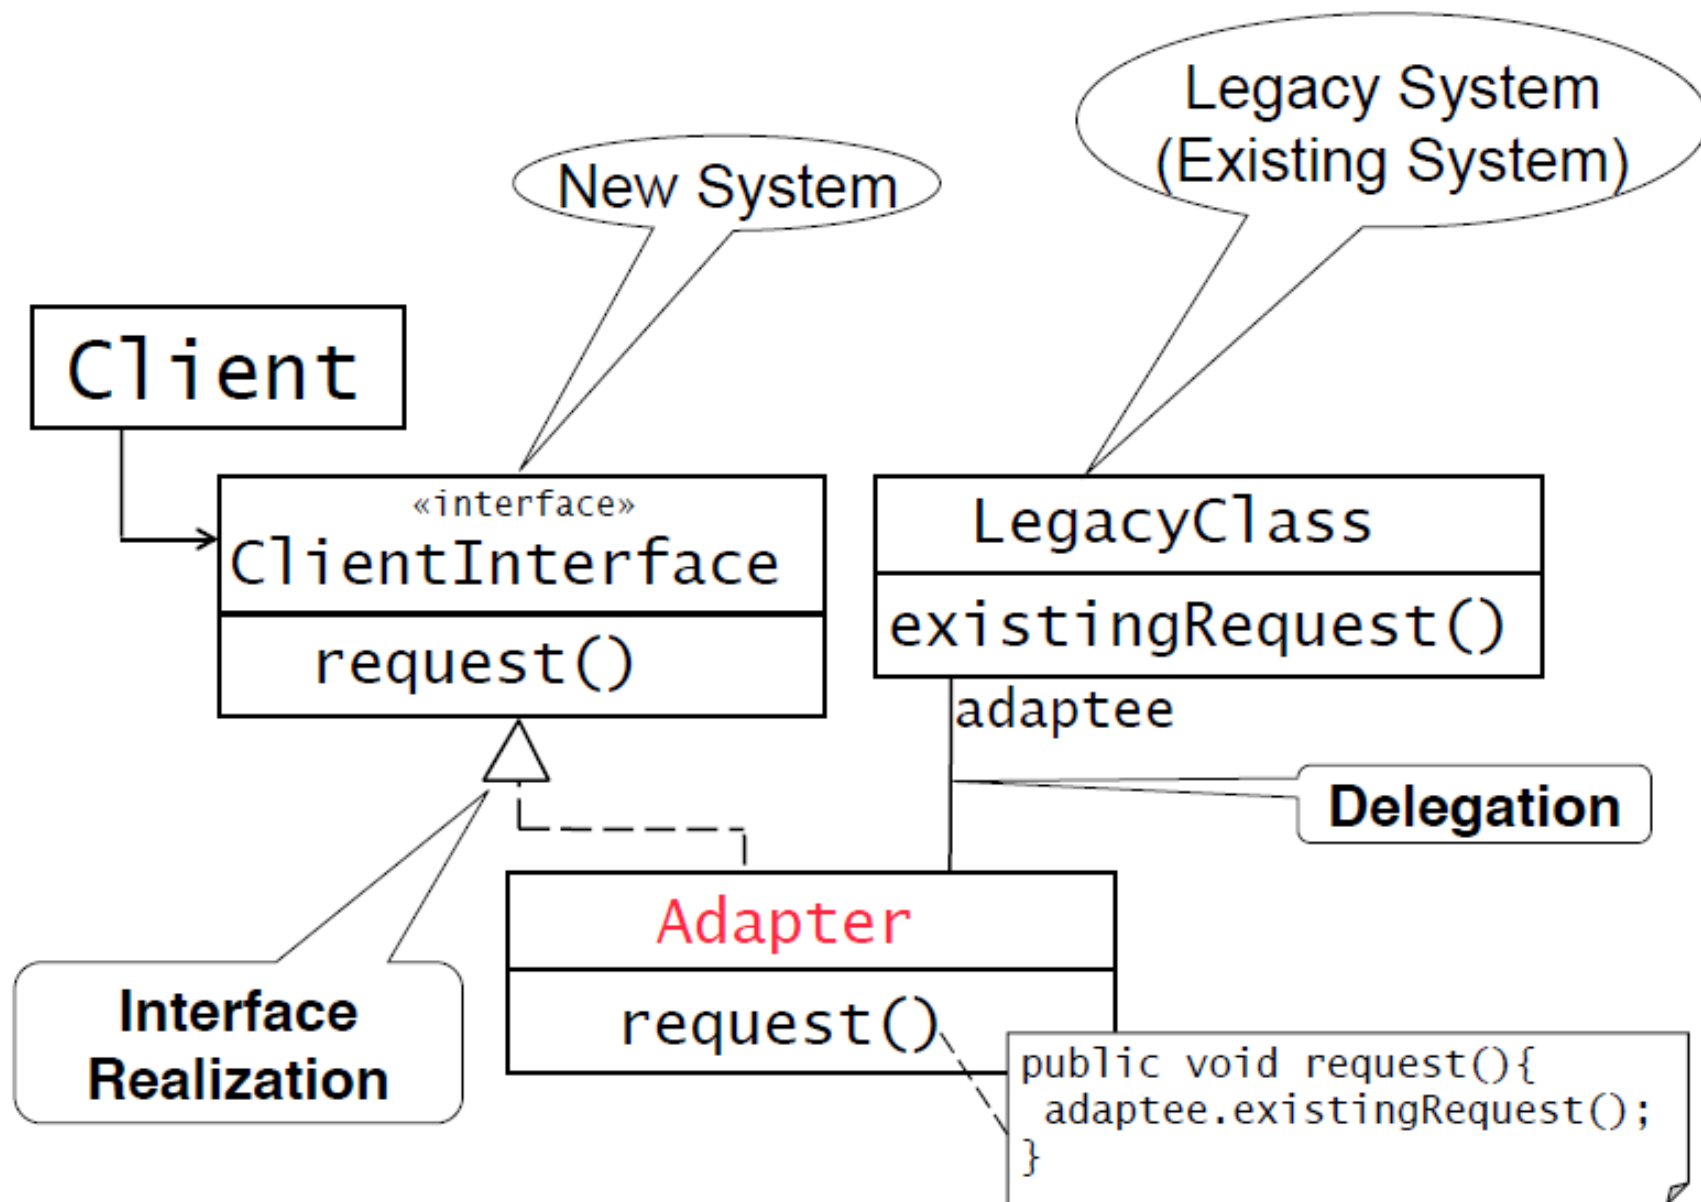 Legacy System
(Existing System)
New System
Client
«interface»
ClientInterface
request()
LegacyClass
existingRequest()
adaptee
Delegation
Adapter
request()
Interface
Realization
public void request(){
adaptee.existingRequest();
}